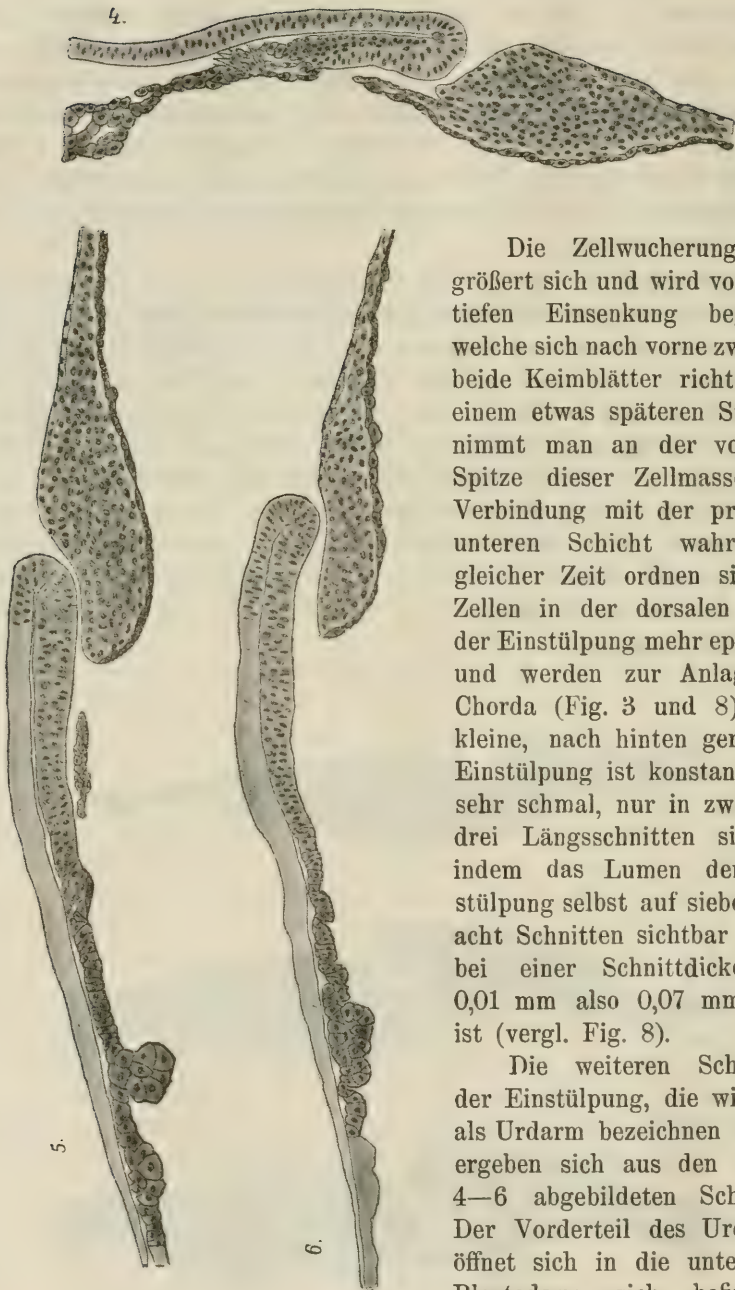 4.
Die Zellwucherung
größert sich und wird vo
tiefen Einsenkung be
welche sich nach vorne zw
beide Keimblätter richt
einem etwas späteren S
nimmt man an der vo
Spitze dieser Zellmass
Verbindung mit der pr
unteren Schicht wahr
gleicher Zeit ordnen si
Zellen in der dorsalen
der Einstülpung mehr ep
und werden zur Anla
Chorda (Fig. 3 und 8)
kleine, nach hinten ger
Einstülpung ist konstan
sehr schmal, nur in zw
drei Längsschnitten si
indem das Lumen der
stülpung selbst auf sieb
acht Schnitten sichtbar
bei einer Schnittdick
0,01 mm also 0,07 mm
ist (vergl. Fig. 8).
Die weiteren Sch
der Einstülpung, die wi
als Urdarm bezeichnen
ergeben sich aus den
4—6 abgebildeten Sch
Der Vorderteil des Ur
öffnet sich in die unte
5.
6.